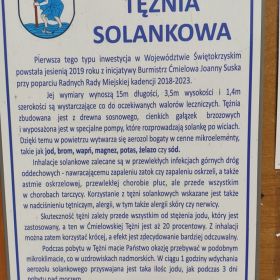 TĘŻNIA
SOLANKOWA
Pierwsza tego typu inwestycja w Województwie Świętokrzyskim
powstała jesienią 2019 roku z inicjatywy Burmistrz Ćmielowa Joanny Suska
przy poparciu Radnych Rady Miejskiej kadencji 2018-2023.
Jej wymiary wynoszą 15m długości, 3,5m wysokości i 1,4m
szerokości są wystarczające co do oczekiwanych walorów leczniczych. Tężnia
zbudowana jest z drewna sosnowego, cienkich gałązek brzozowych
i wyposażona jest w specjalne pompy, które rozprowadzają solankę po wiciach.
Dzięki temu w powietrzu wytwarza się aerozol bogaty w cenne mikroelementy,
takie jak jod, brom, wapń, magnez, potas, żelazo czy sód.
Inhalacje solankowe zalecane są w przewlekłych infekcjach górnych dróg
oddechowych - nawracającemu zapaleniu zatok czy zapaleniu oskrzeli, a także
astmie oskrzelowej, przewlekłej chorobie płuc, ale przede wszystkim
w chorobach tarczycy. Korzystanie z tężni solankowych wskazane jest także
w nadciśnieniu tętniczym, alergii, w tym także alergii skóry czy nerwicy.
Skuteczność tężni zależy przede wszystkim od stężenia jodu, który jest
zastosowany, a ten w Ćmielowskiej Tężni jest aż 20 procentowy. Z inhalacji
można zatem korzystać krócej, a efekt jest zdecydowanie bardziej odczuwalny.
Podczas pobytu w Tężni macie Państwo okazję przebywać w podobnym
mikroklimacie, co w uzdrowiskach nadmorskich. W ciągu 1 godziny wdychania
aerozolu solankowego przyswajana jest taka ilość jodu, jak podczas 3 dni
pobytu nad morzem.